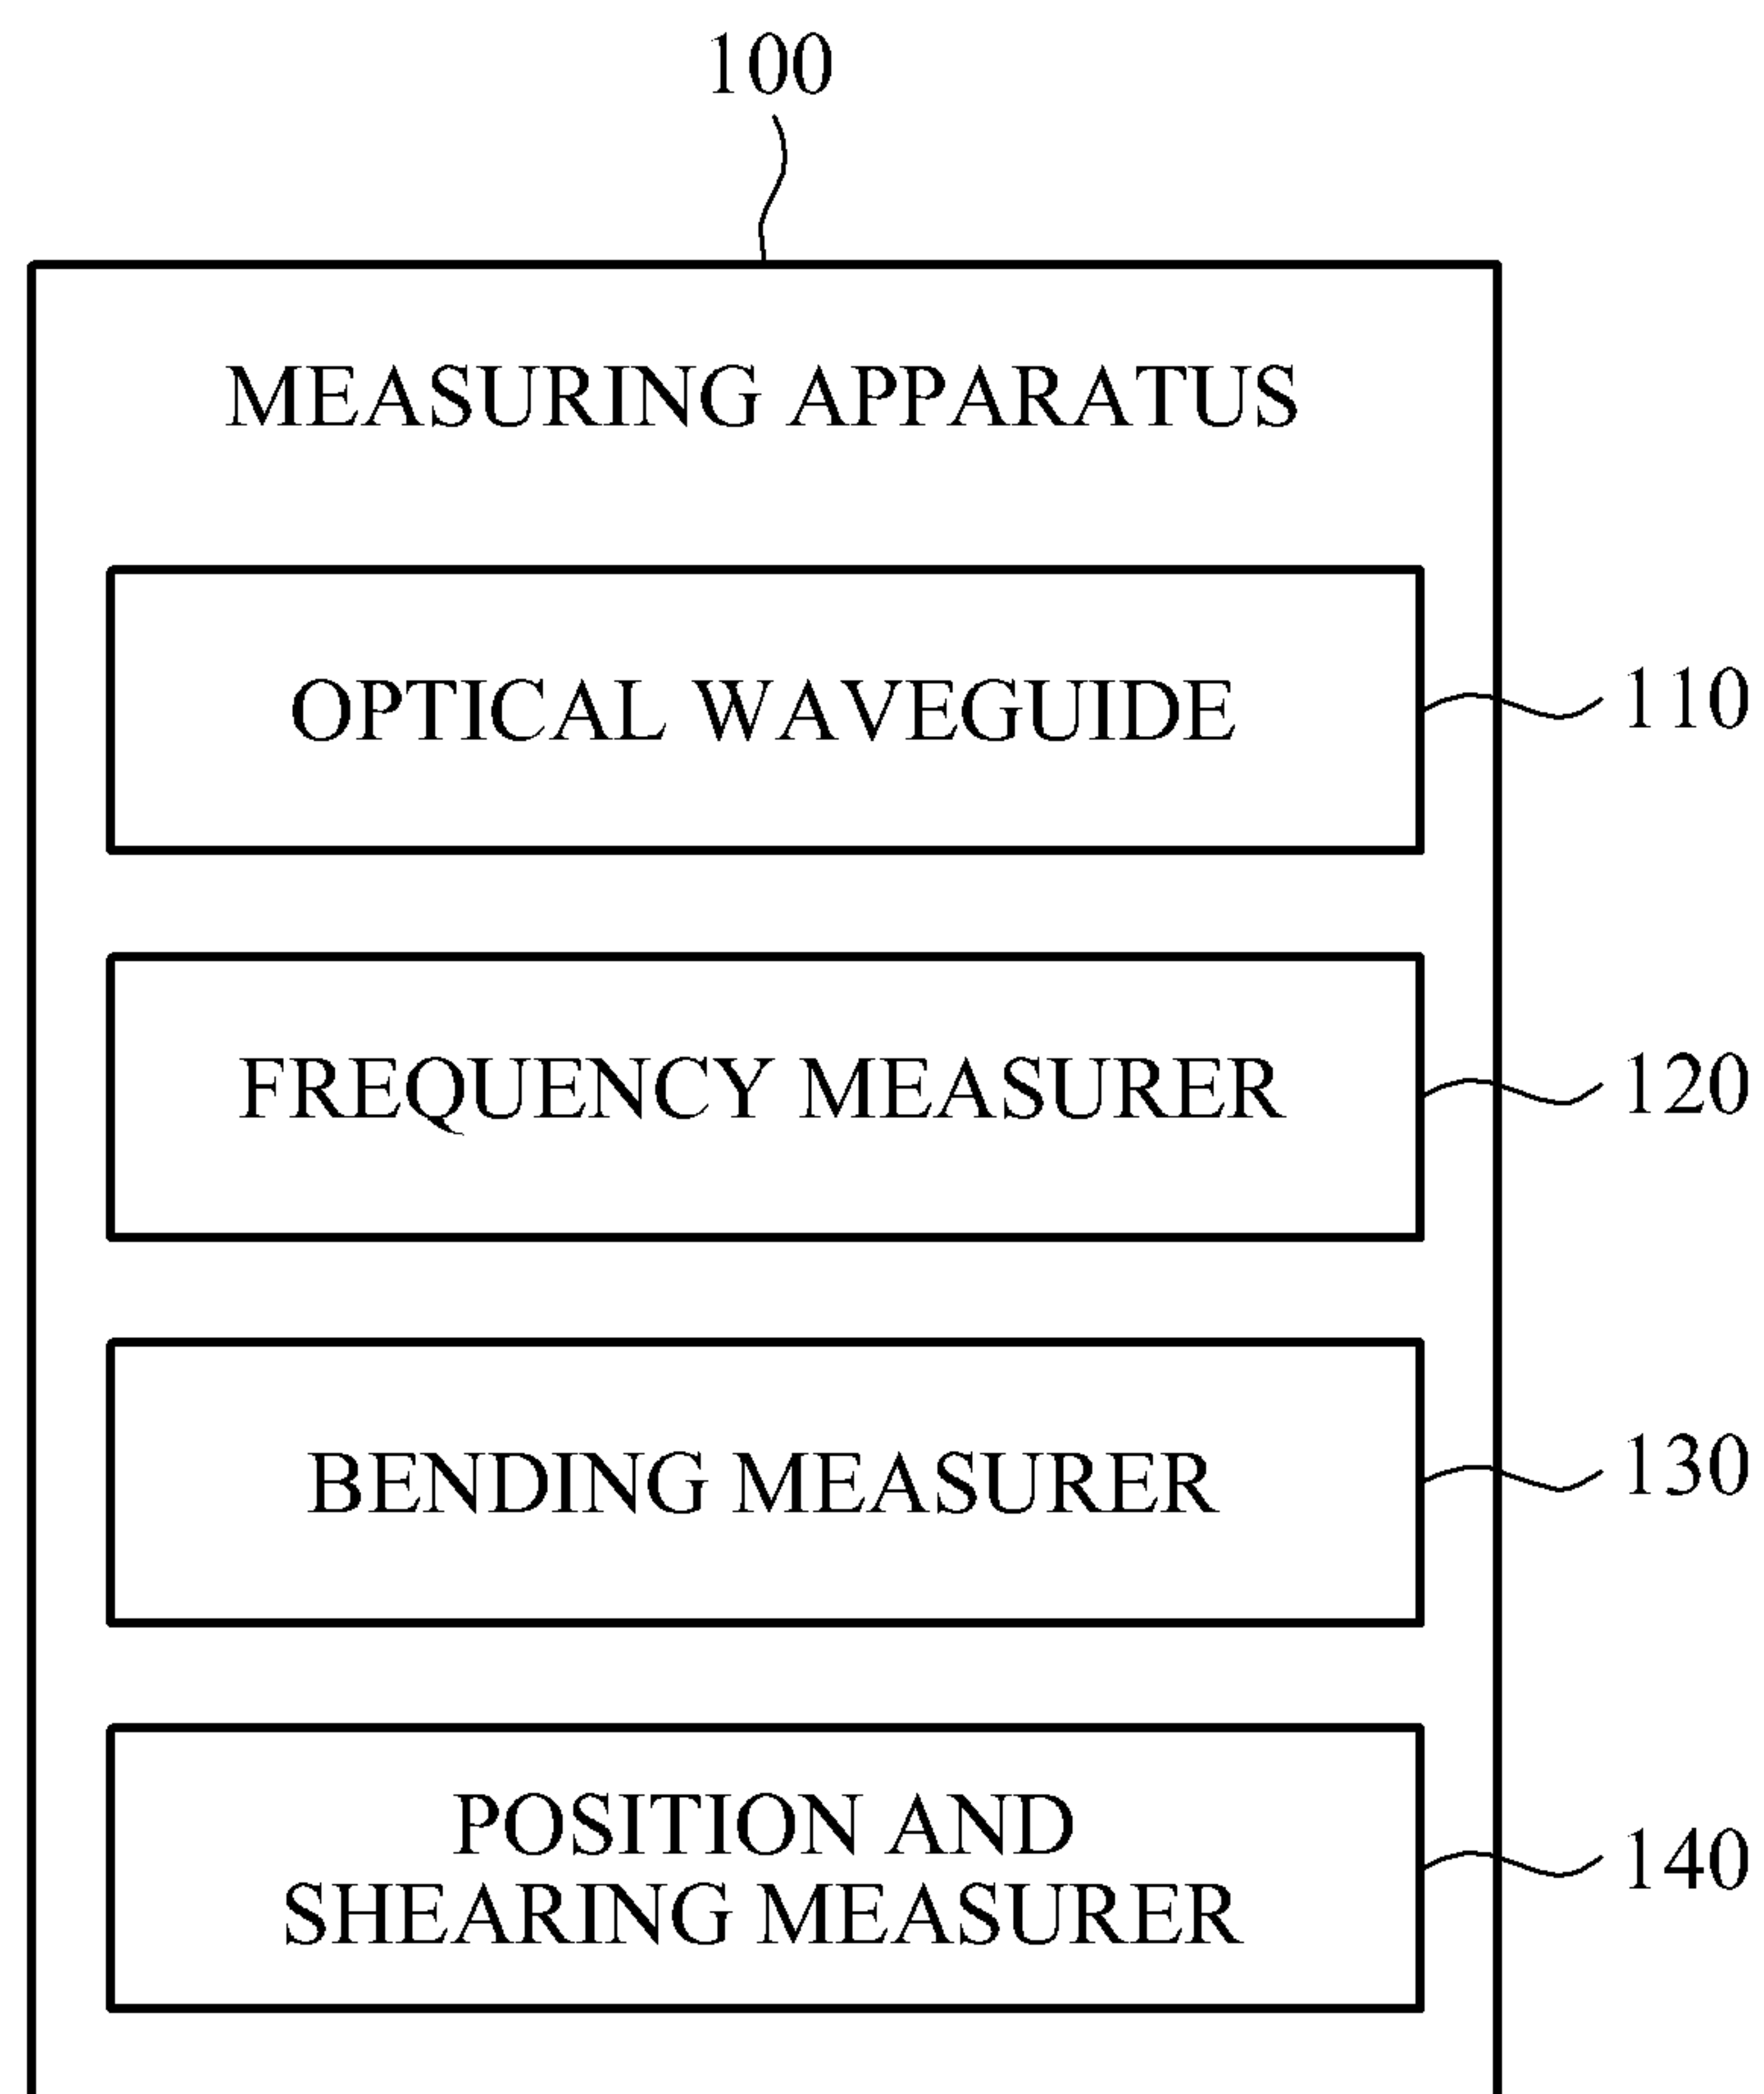 100
MEASURING APPARATUS
OPTICAL WAVEGUIDE
110
FREQUENCY MEASURER
120
BENDING MEASURER
130
POSITION AND
SHEARING MEASURER
140